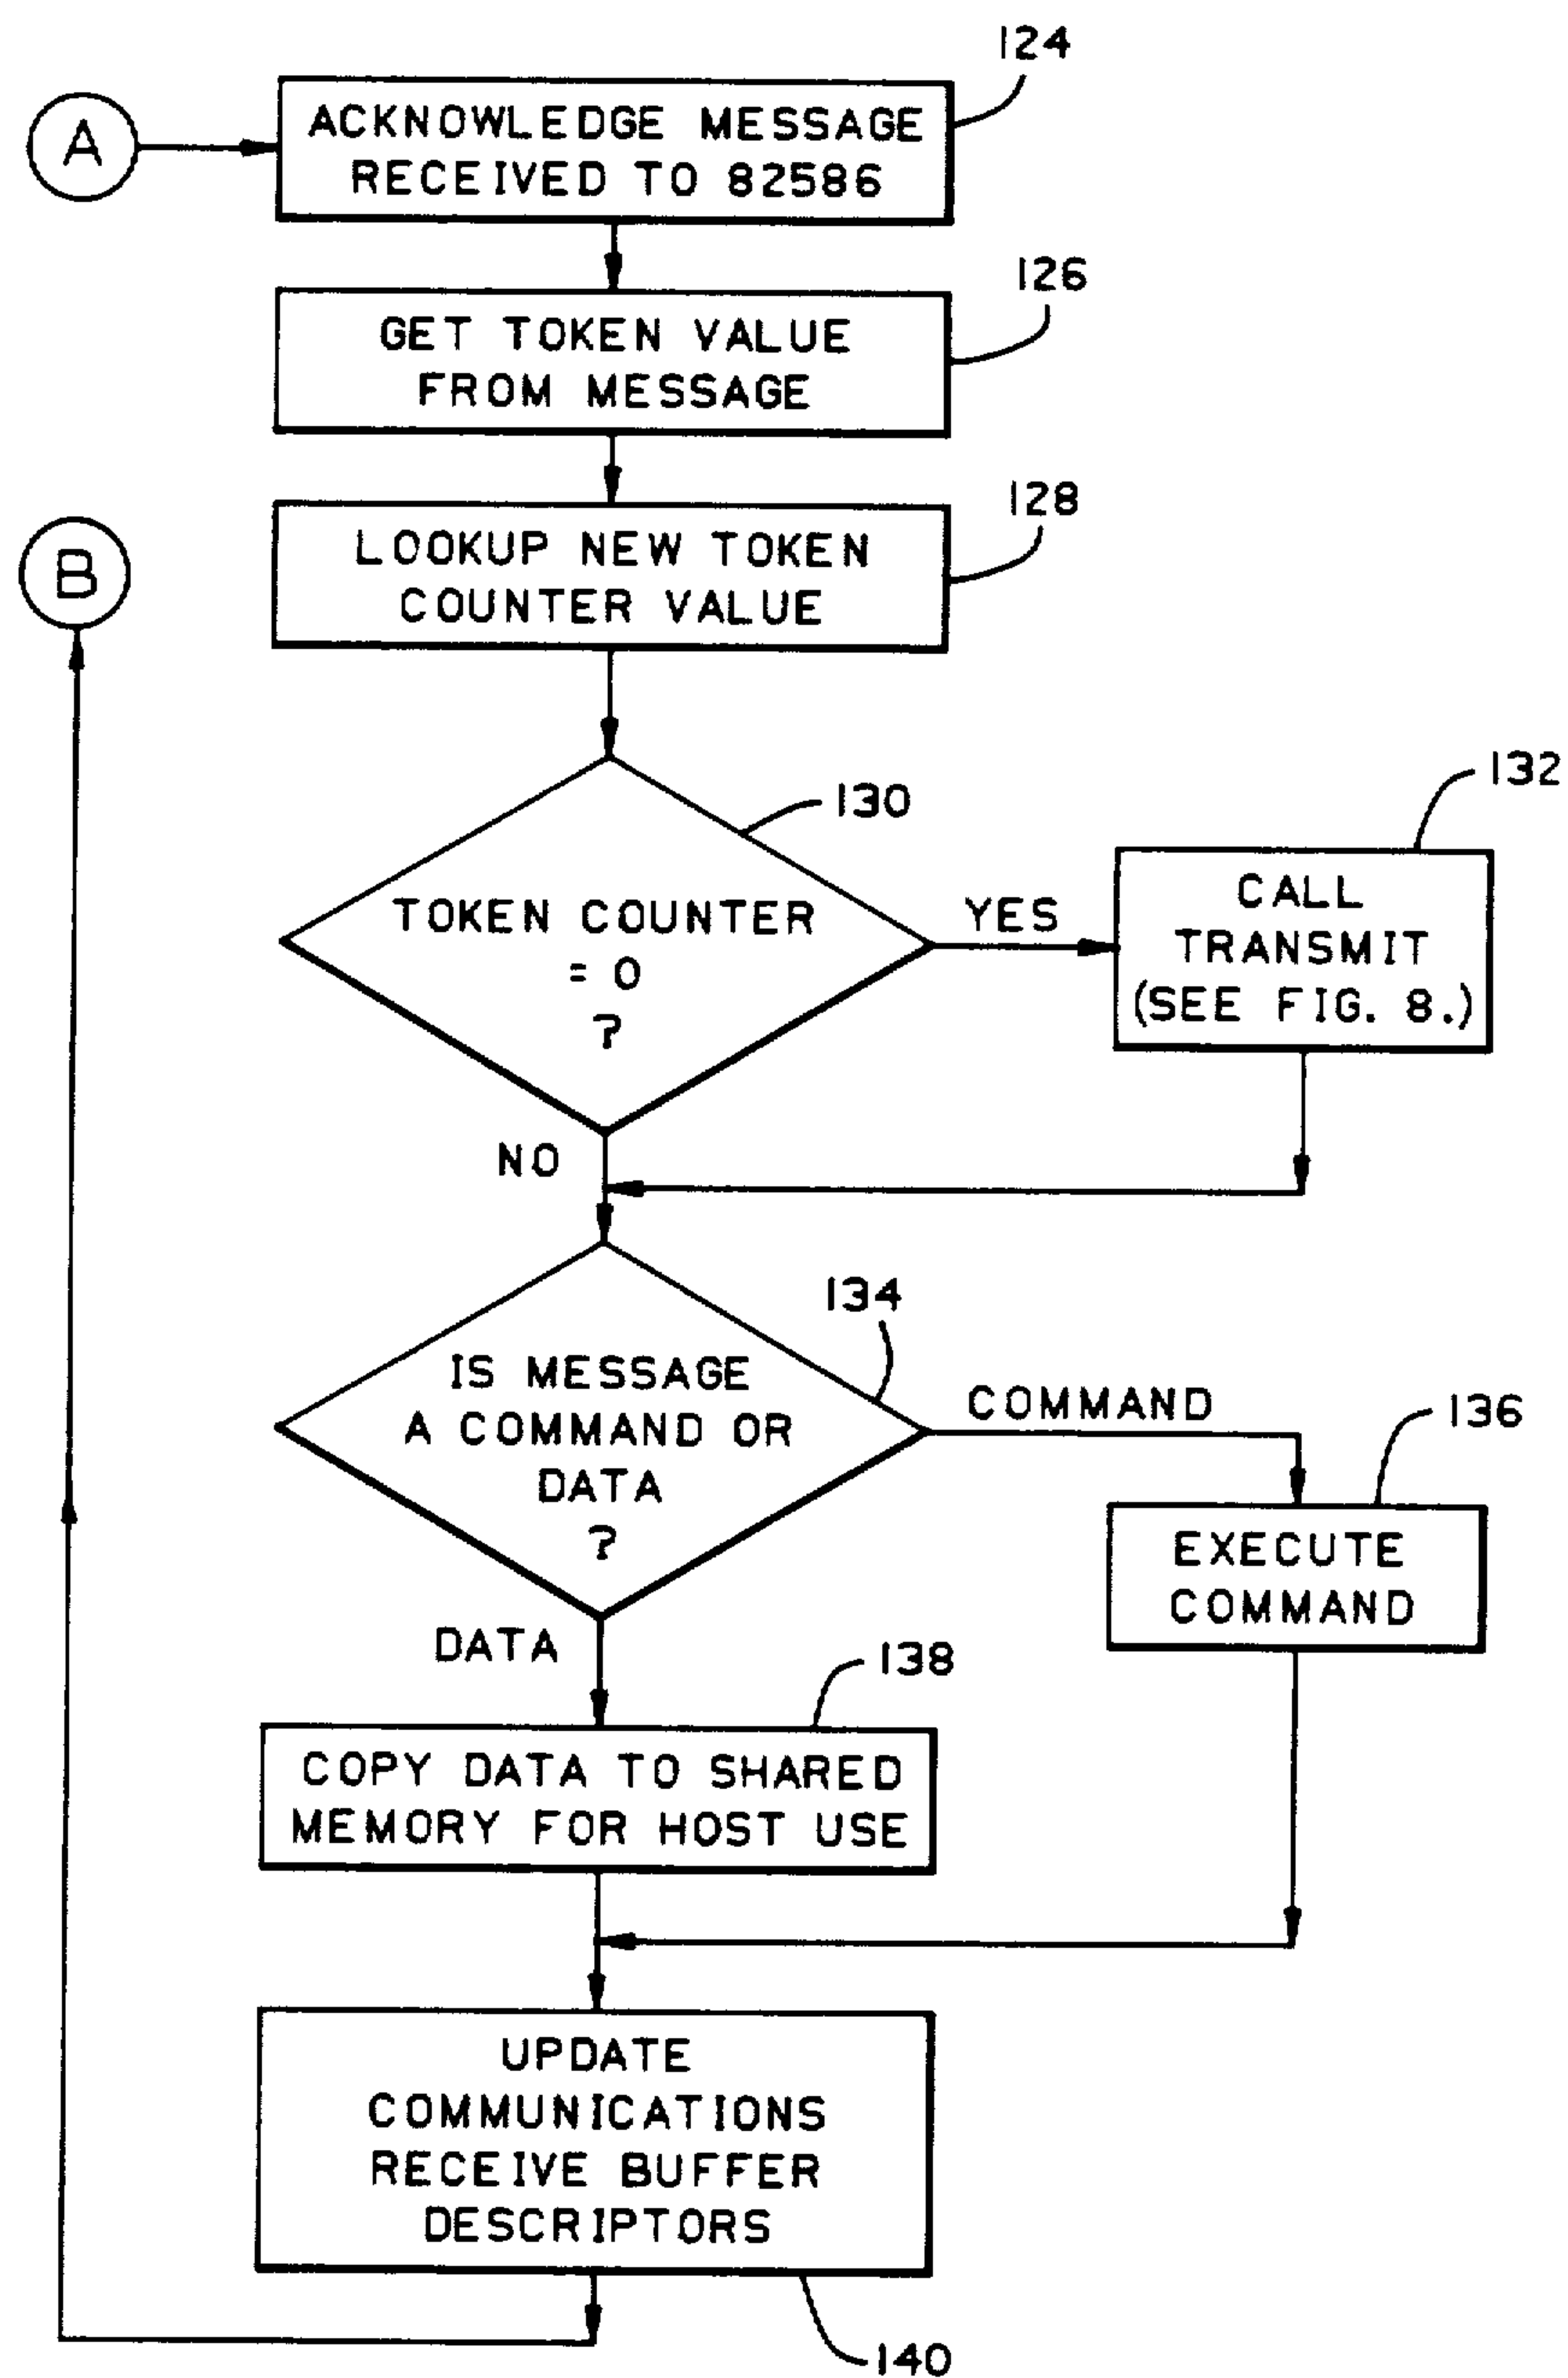 124
A
ACKNOWLEDGE MESSAGE
RECEIVED TO 82586
126
GET TOKEN VALUE
FROM MESSAGE
128
B
LOOKUP NEW TOKEN
COUNTER VALUE
130
132
TOKEN COUNTER
= 0
?
YES
CALL
TRANSMIT
(SEE FIG. 8.)
NO
134
IS MESSAGE
A COMMAND OR
DATA
?
COMMAND
136
EXECUTE
COMMAND
DATA
138
COPY DATA TO SHARED
MEMORY FOR HOST USE
UPDATE
COMMUNICATIONS
RECEIVE BUFFER
DESCRIPTORS
140